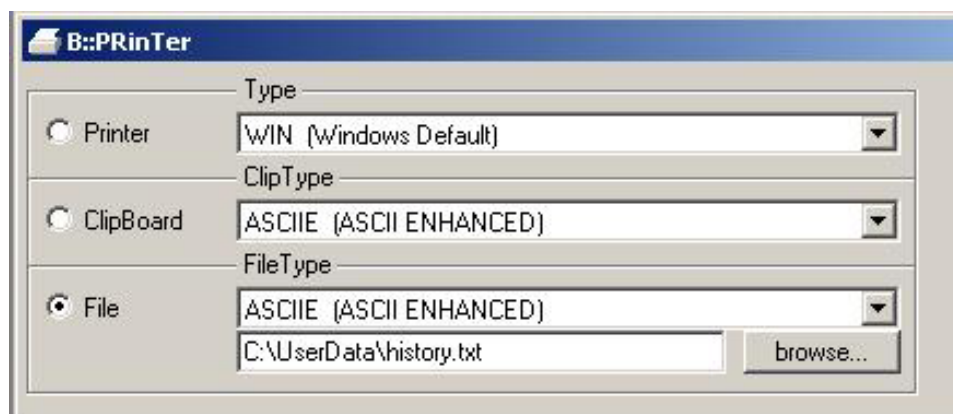 B::PRinTer
Type
Printer WIN (Windows Default)
ClipType
ClipBoard ASCIIE (ASCII ENHANCED)
FileType
File ASCIIE (ASCII ENHANCED)
C:\UserData\history.txt browse...